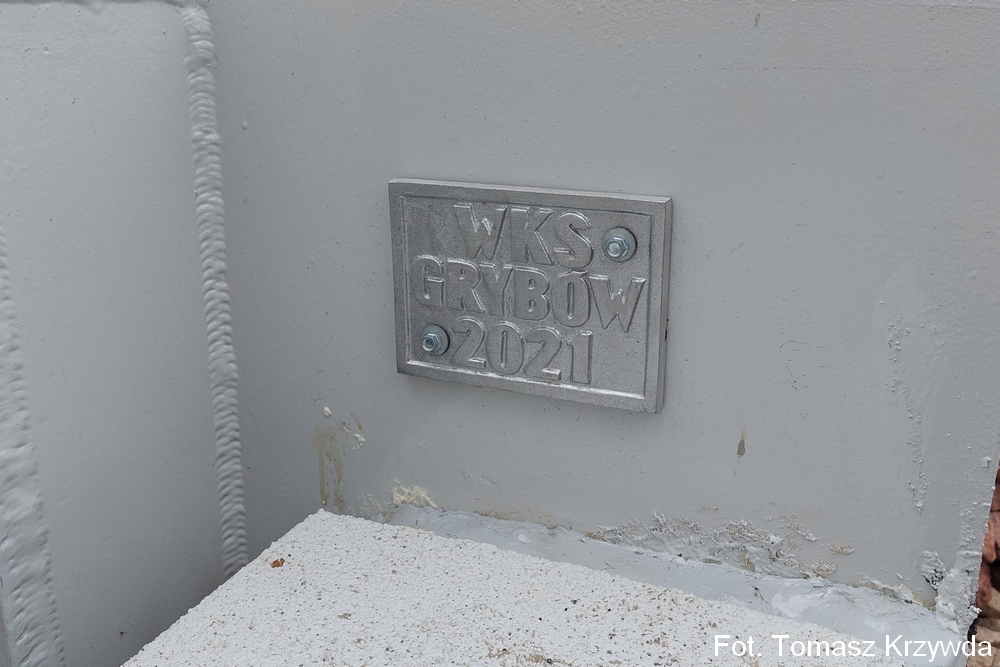 WKS
GRYBÓW
2021
Fot. Tomasz Krzywda